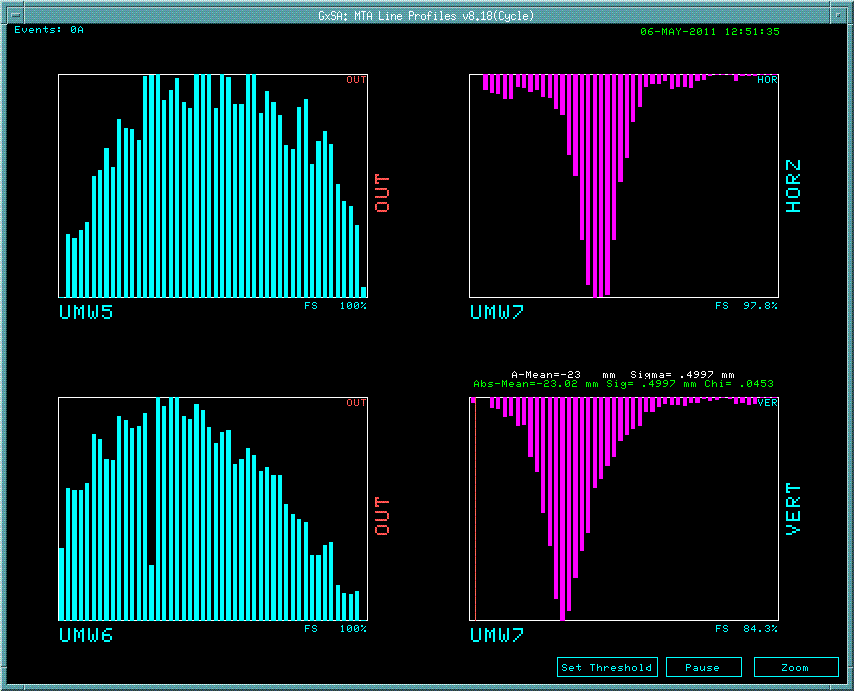 GxSA: MTA Line Profiles v8.18(Cycle)
Events: 0A
06-MAY-2011 12:51:35
OUT
OUT
UMW5
FS 100%
HOR
HORZ
UMW7
FS 97.8%
A-Mean=-23 mm Sigma= .4997 mm
Abs-Mean=-23.02 mm Sig= .4997 mm Chi= .0453
OUT
OUT
UMW6
FS 100%
VER
VERT
UMW7
FS 84.3%
Set Threshold
Pause
Zoom